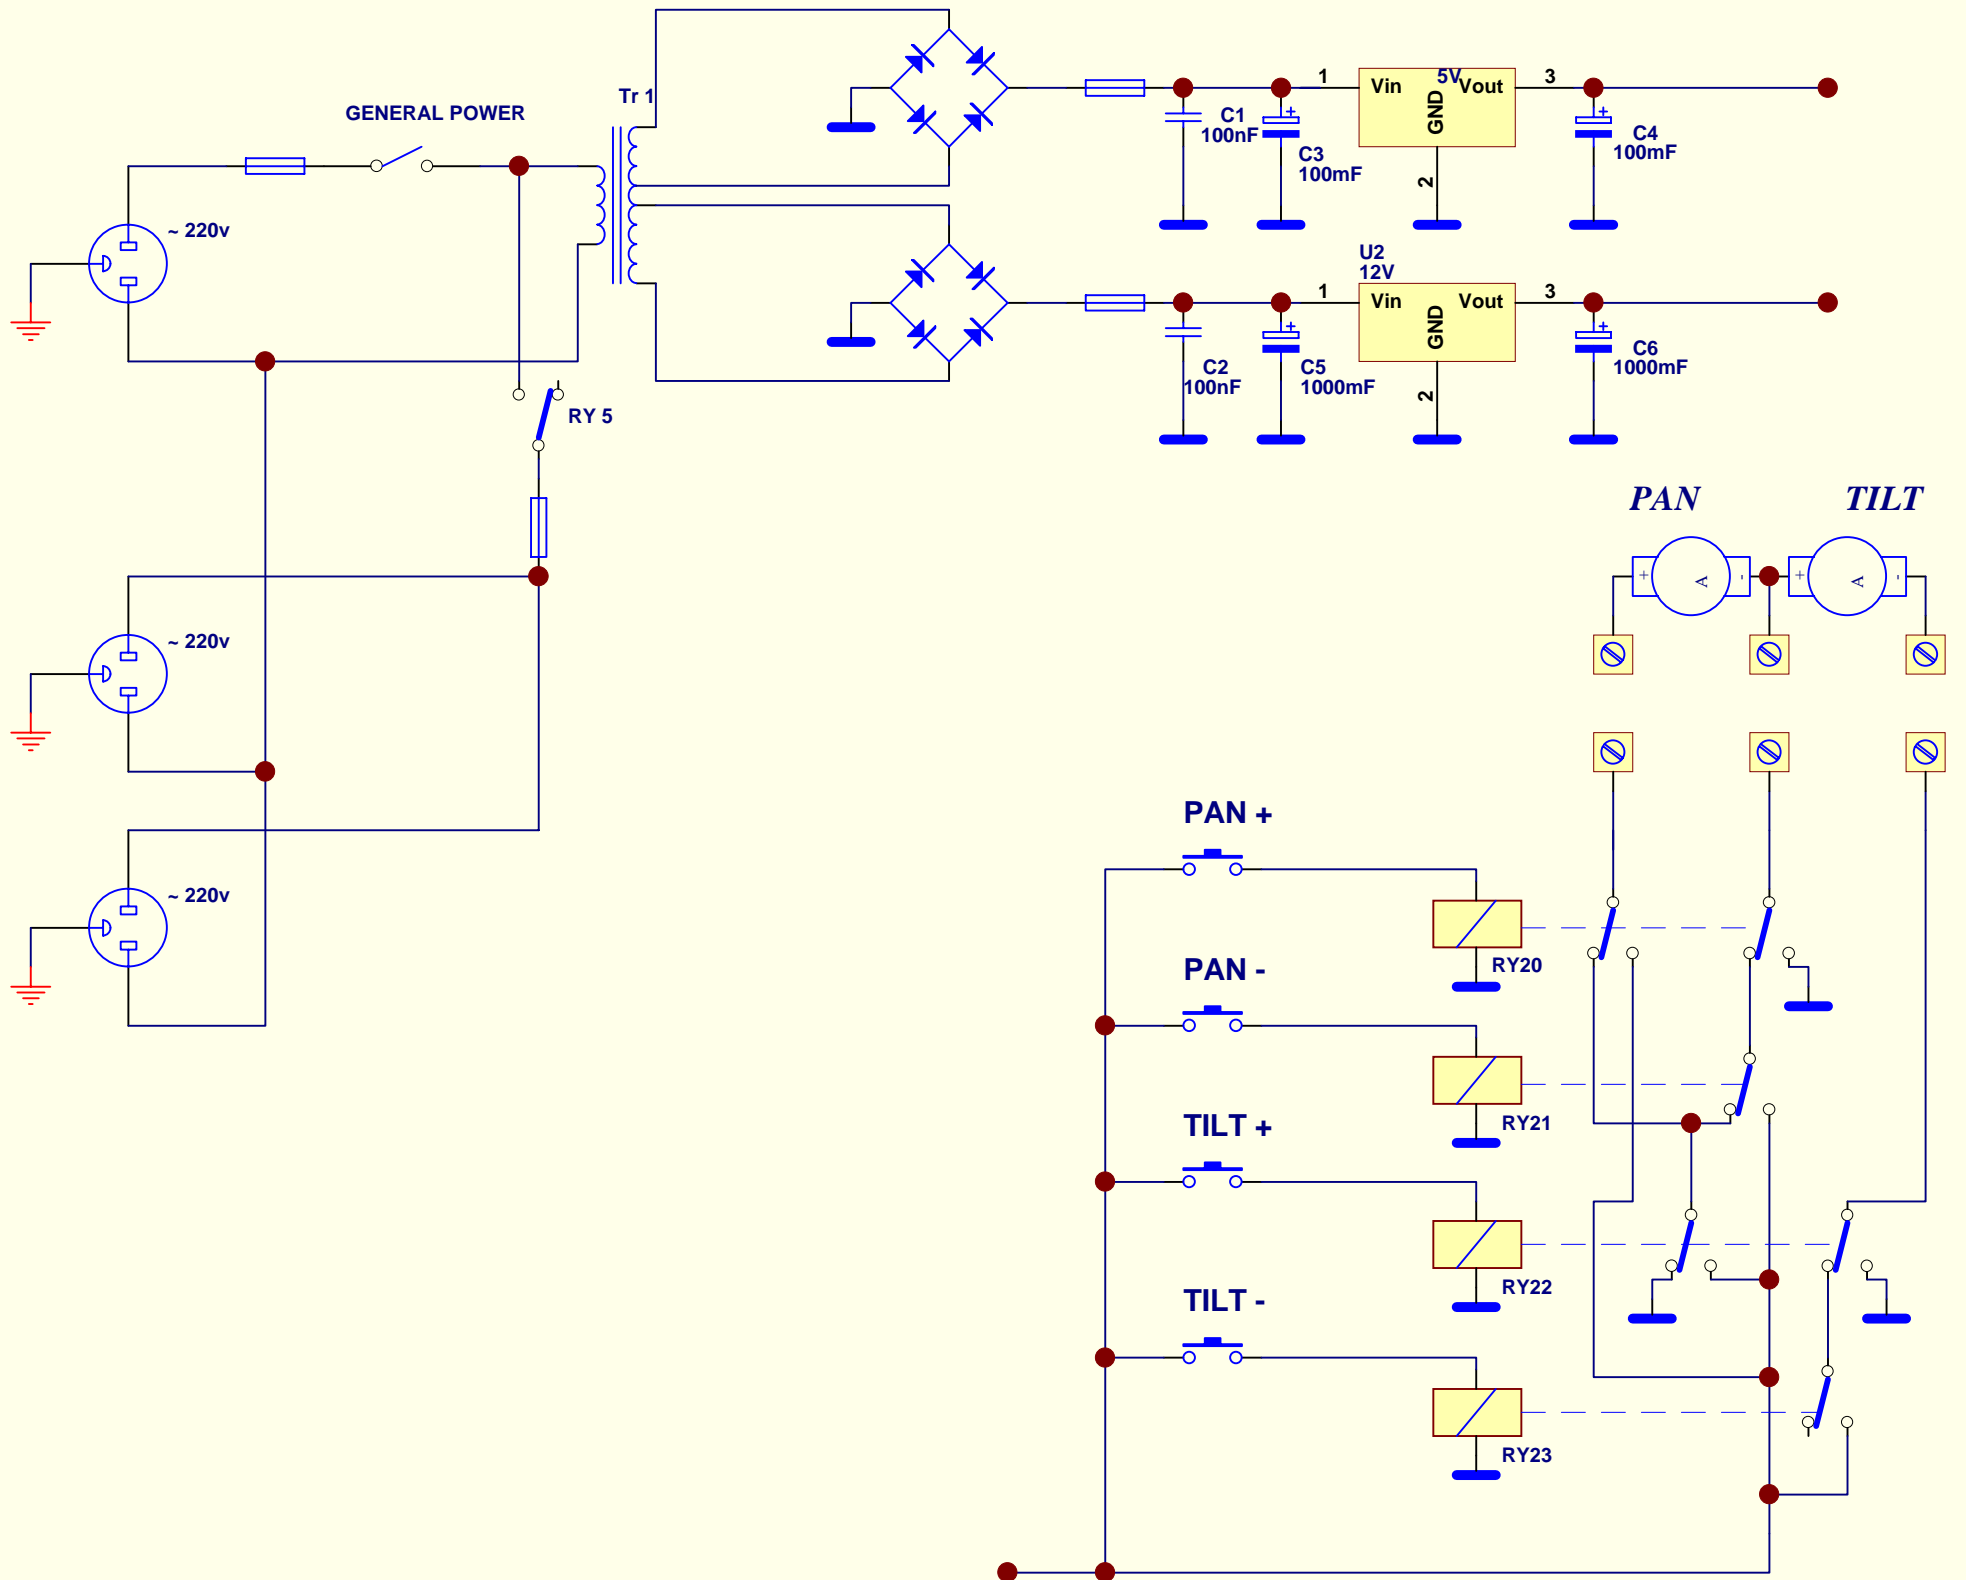 Tr 1
GENERAL POWER
1
Vin
5V
Vout
3
GND
2
C1
100nF
C3
100mF
C4
100mF
~ 220v
U2
12V
1
Vin
Vout
3
GND
2
C2
100nF
C5
1000mF
C6
1000mF
RY 5
PAN
TILT
+
A
-
+
A
-
~ 220v
PAN +
~ 220v
RY20
PAN -
RY21
TILT +
RY22
TILT -
RY23
+
+
+
+